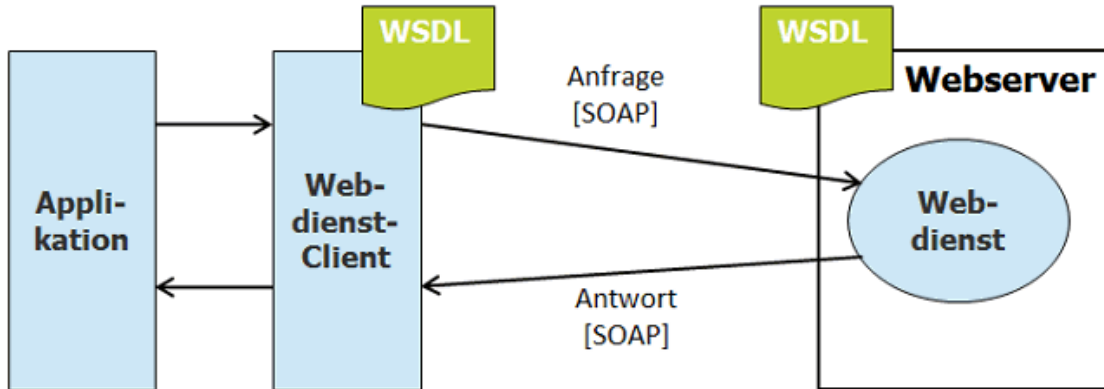 WSDL
WSDL
Anfrage
[SOAP]
Webserver
Appli-
kation
Web-
dienst-
Client
Web-
dienst
Antwort
[SOAP]